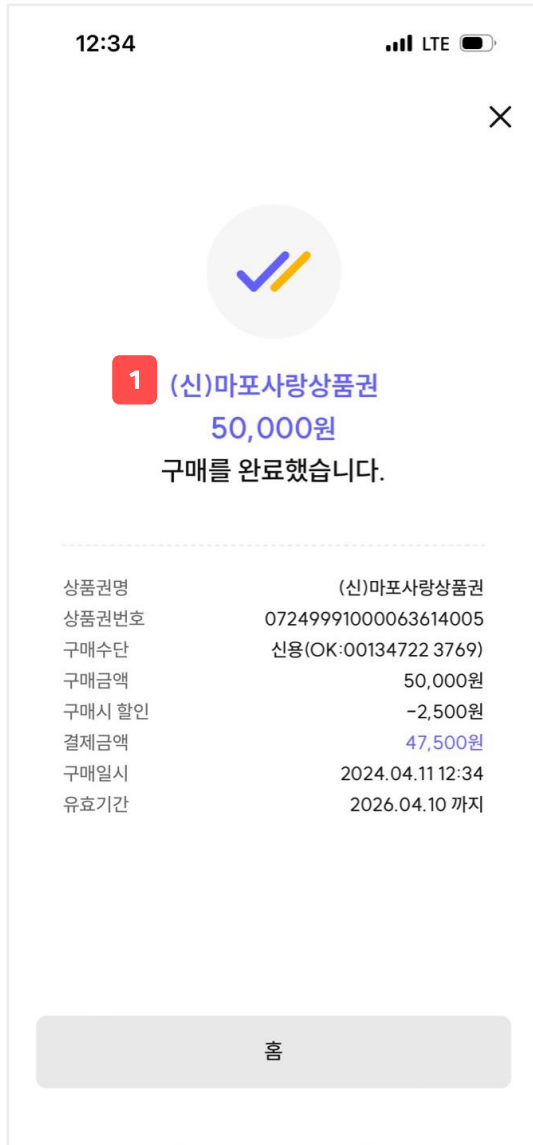 12:34
LTE
1 (신)마포사랑상품권
50,000원
구매를 완료했습니다.
상품권명 (신)마포사랑상품권
상품권번호 07249991000063614005
구매수단 신용(OK:00134722 3769)
구매금액 50,000원
구매시 할인 -2,500원
결제금액 47,500원
구매일시 2024.04.11 12:34
유효기간 2026.04.10 까지
홈